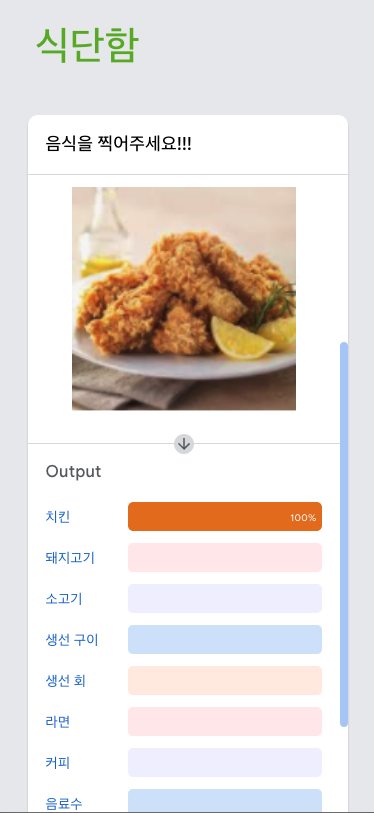 식단함
음식을 찍어주세요!!!
Output
치킨
100%
돼지고기
소고기
생선 구이
생선 회
라면
커피
음료수